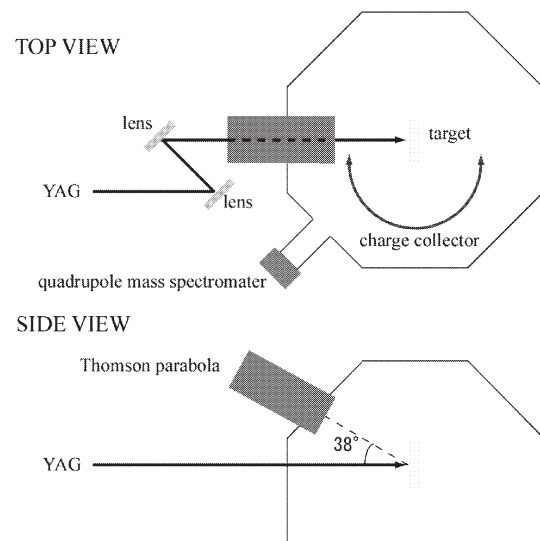 TOP VIEW
lens
target
YAG
lens
charge collector
quadrupole mass spectromater
SIDE VIEW
Thomson parabola
38°
YAG